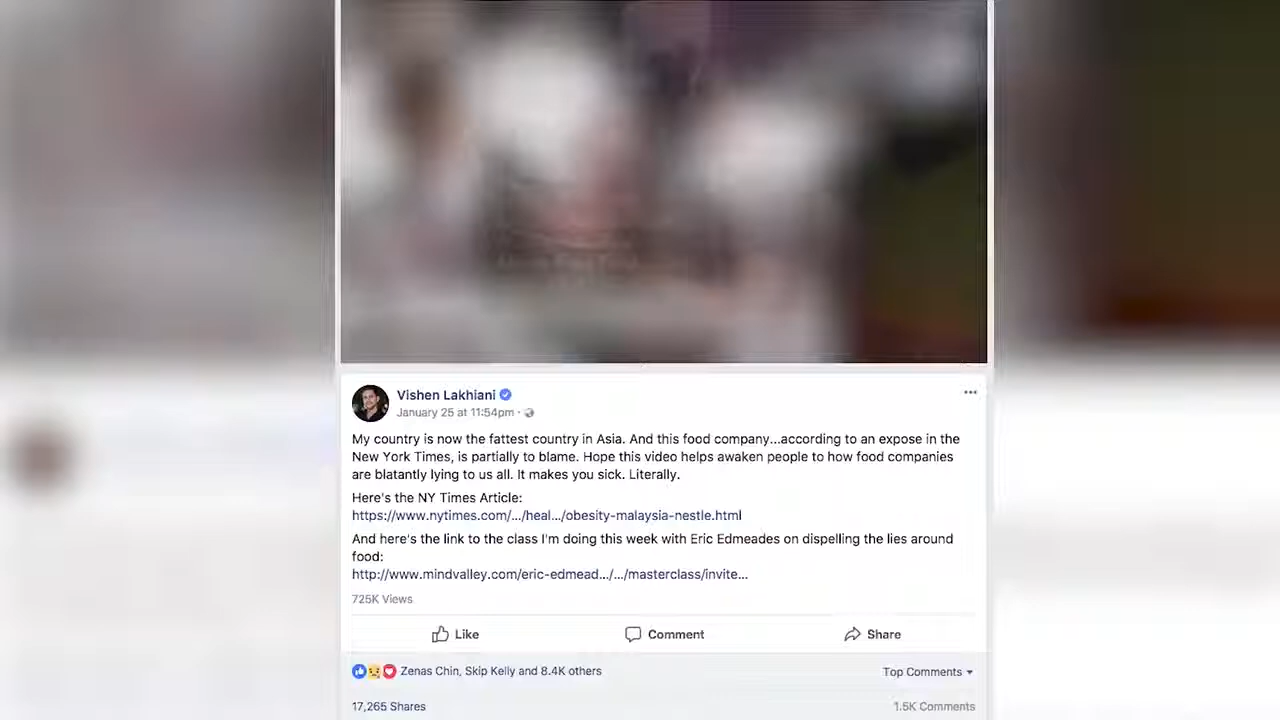 Vishen Lakhiani
January 25 at 11:54pm ·
My country is now the fattest country in Asia. And this food company...according to an expose in the
New York Times, is partially to blame. Hope this video helps awaken people to how food companies
are blatantly lying to us all. It makes you sick. Literally.
Here's the NY Times Article:
https://www.nytimes.com/.../heal.../obesity-malaysia-nestle.html
And here's the link to the class I'm doing this week with Eric Edmeades on dispelling the lies around
food:
http://www.mindvalley.com/eric-edmead.../.../masterclass/invite...
725K Views
Like Comment Share
Zenas Chin, Skip Kelly and 8.4K others Top Comments
17,265 Shares 1.5K Comments